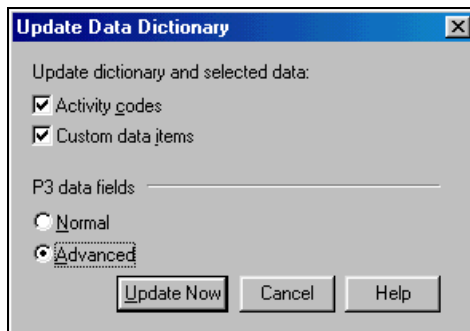 Update Data Dictionary
Update dictionary and selected data:
Activity codes
Custom data items
P3 data fields
Normal
Advanced
Update Now Cancel Help